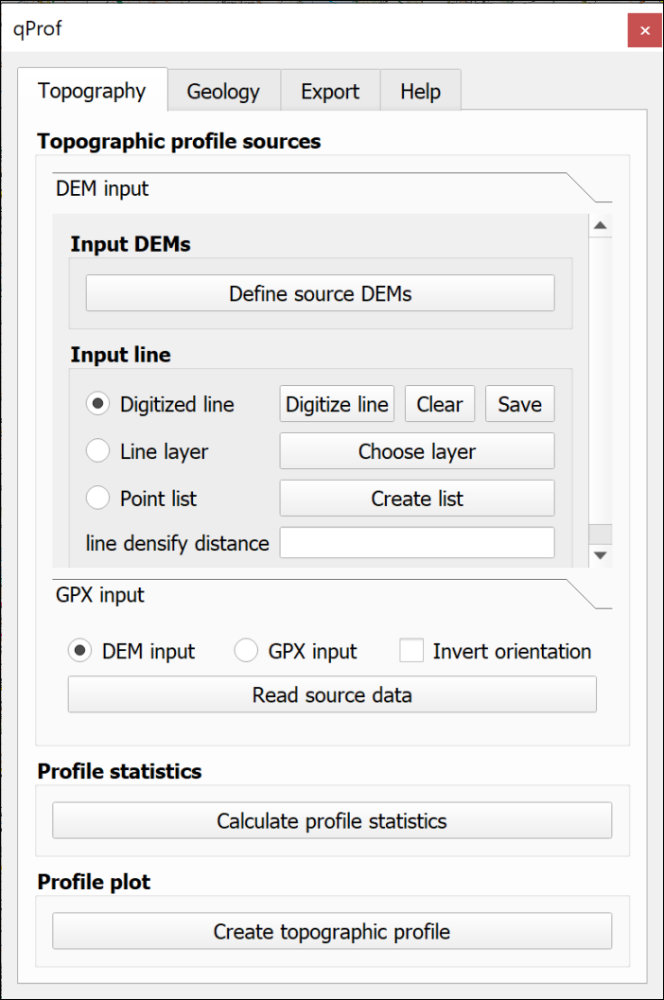 qProf
Topography Geology Export Help
Topographic profile sources
DEM input
Input DEMs
Define source DEMs
Input line
Digitized line Digitize line Clear Save
Line layer Choose layer
Point list Create list
line densify distance
GPX input
DEM input GPX input Invert orientation
Read source data
Profile statistics
Calculate profile statistics
Profile plot
Create topographic profile